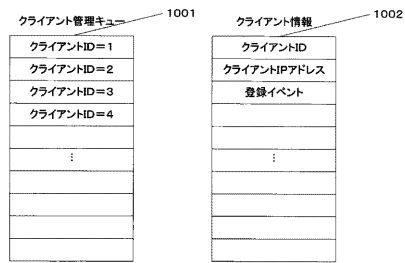 クライアント管理キュー
1001
クライアントID=1
クライアントID=2
クライアントID=3
クライアントID=4
⋮
クライアント情報
1002
クライアントID
クライアントIPアドレス
登録イベント
⋮